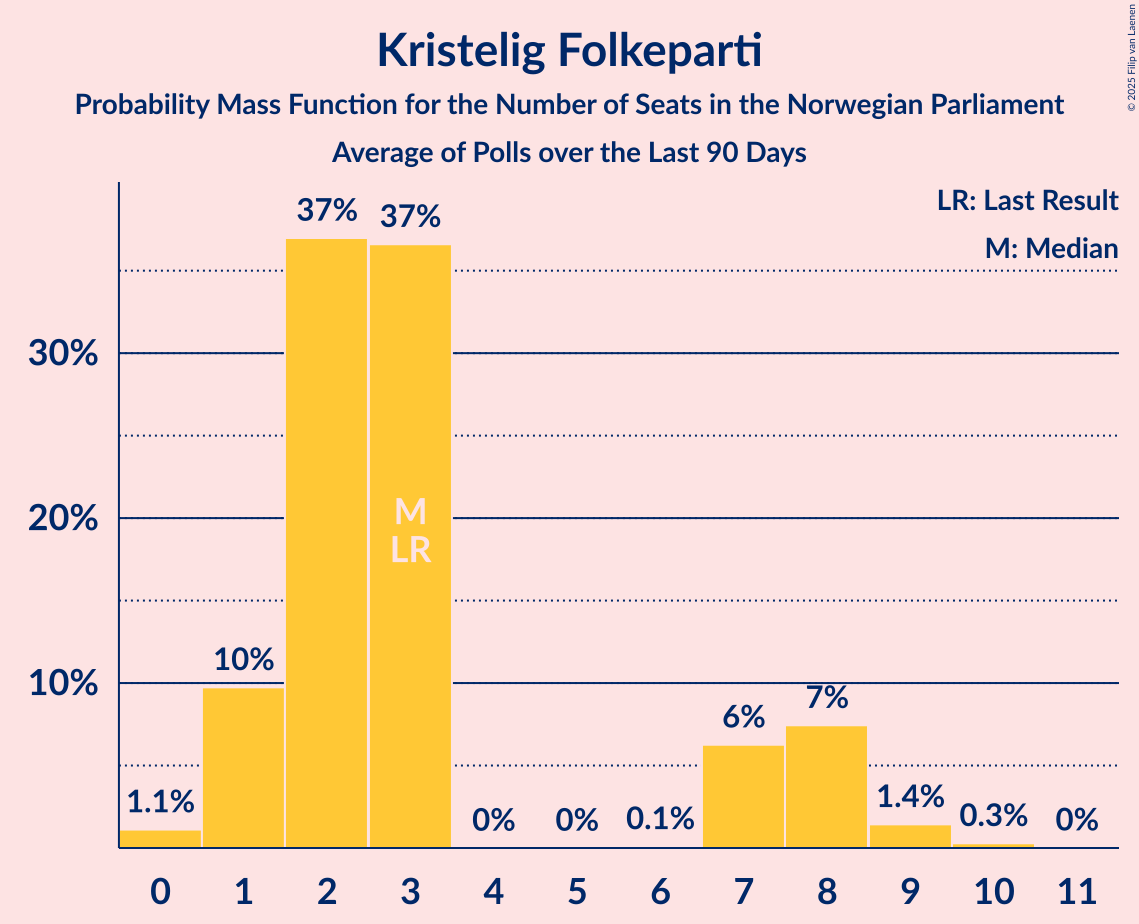 Kristelig Folkeparti
Probability Mass Function for the Number of Seats in the Norwegian Parliament
Average of Polls over the Last 90 Days
© 2025 Filip van Laenen
LR: Last Result
M: Median
30%
20%
10%
1.1%
10%
37%
37%
M
LR
0%
0%
0.1%
6%
7%
1.4%
0.3%
0%
0 1 2 3 4 5 6 7 8 9 10 11